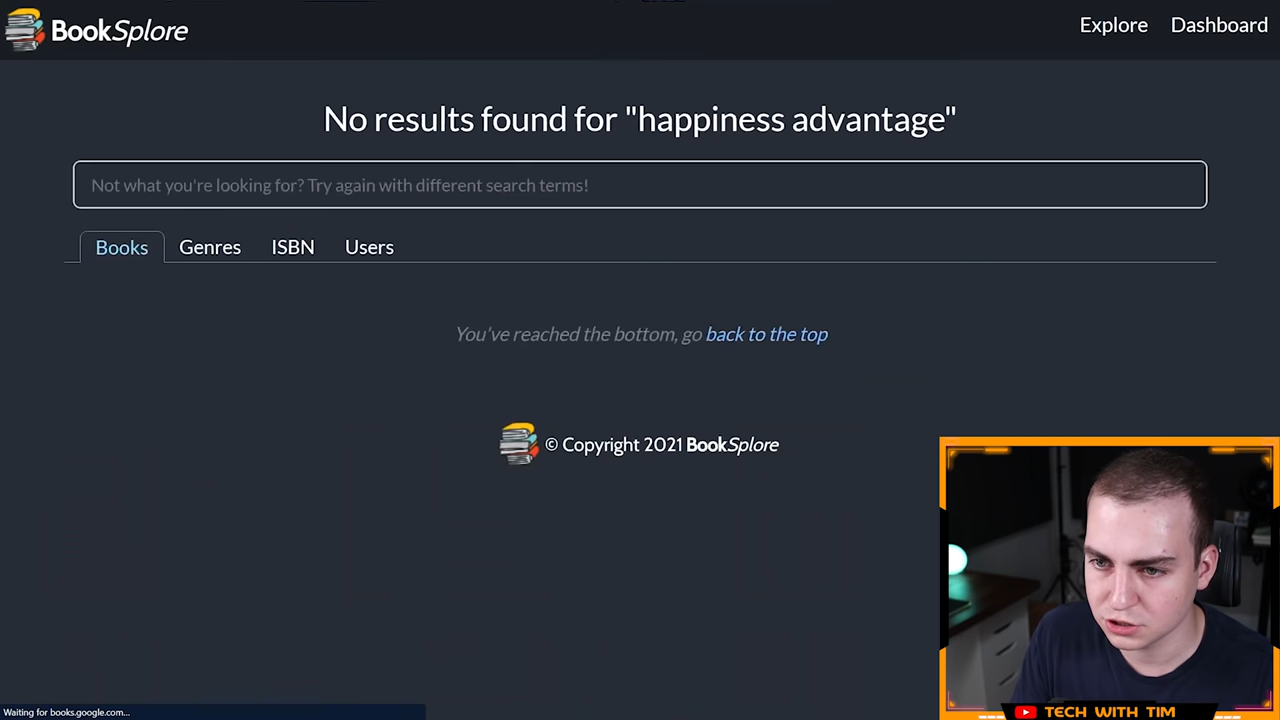 BookSplore
Explore Dashboard
No results found for "happiness advantage"
Not what you're looking for? Try again with different search terms!
Books Genres ISBN Users
You've reached the bottom, go back to the top
© Copyright 2021 BookSplore
TECH WITH TIM
Waiting for books.google.com...